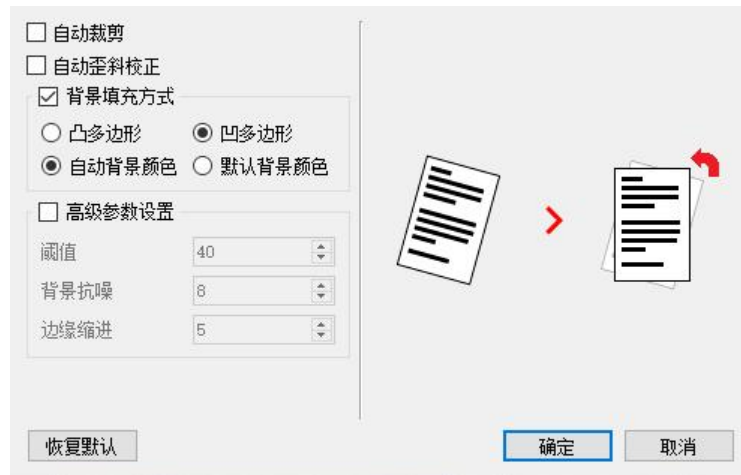 自动裁剪
自动歪斜校正
背景填充方式
凸多边形 凹多边形
自动背景颜色 默认背景颜色
高级参数设置
阈值 40
背景抗噪 8
边缘缩进 5
恢复默认 确定 取消